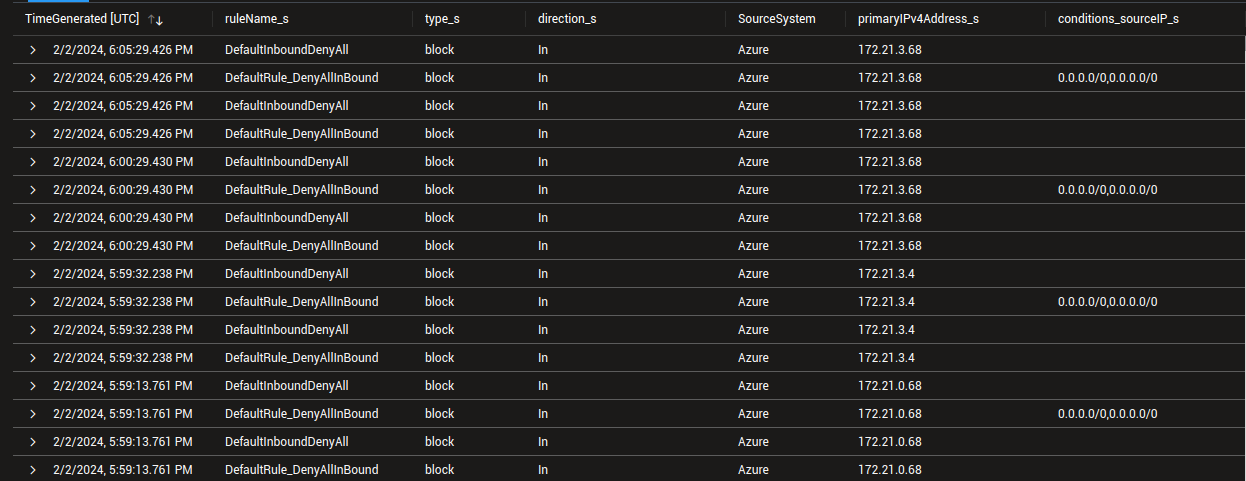 TimeGenerated [UTC] ruleName_s type_s direction_s SourceSystem primaryIPv4Address_s conditions_sourceIP_s
2/2/2024, 6:05:29.426 PM DefaultInboundDenyAll block In Azure 172.21.3.68
2/2/2024, 6:05:29.426 PM DefaultRule_DenyAllInBound block In Azure 172.21.3.68 0.0.0.0/0,0.0.0.0/0
2/2/2024, 6:05:29.426 PM DefaultInboundDenyAll block In Azure 172.21.3.68
2/2/2024, 6:05:29.426 PM DefaultRule_DenyAllInBound block In Azure 172.21.3.68
2/2/2024, 6:00:29.430 PM DefaultInboundDenyAll block In Azure 172.21.3.68
2/2/2024, 6:00:29.430 PM DefaultRule_DenyAllInBound block In Azure 172.21.3.68 0.0.0.0/0,0.0.0.0/0
2/2/2024, 6:00:29.430 PM DefaultInboundDenyAll block In Azure 172.21.3.68
2/2/2024, 6:00:29.430 PM DefaultRule_DenyAllInBound block In Azure 172.21.3.68
2/2/2024, 5:59:32.238 PM DefaultInboundDenyAll block In Azure 172.21.3.4
2/2/2024, 5:59:32.238 PM DefaultRule_DenyAllInBound block In Azure 172.21.3.4 0.0.0.0/0,0.0.0.0/0
2/2/2024, 5:59:32.238 PM DefaultInboundDenyAll block In Azure 172.21.3.4
2/2/2024, 5:59:32.238 PM DefaultRule_DenyAllInBound block In Azure 172.21.3.4
2/2/2024, 5:59:13.761 PM DefaultInboundDenyAll block In Azure 172.21.0.68
2/2/2024, 5:59:13.761 PM DefaultRule_DenyAllInBound block In Azure 172.21.0.68 0.0.0.0/0,0.0.0.0/0
2/2/2024, 5:59:13.761 PM DefaultInboundDenyAll block In Azure 172.21.0.68
2/2/2024, 5:59:13.761 PM DefaultRule_DenyAllInBound block In Azure 172.21.0.68